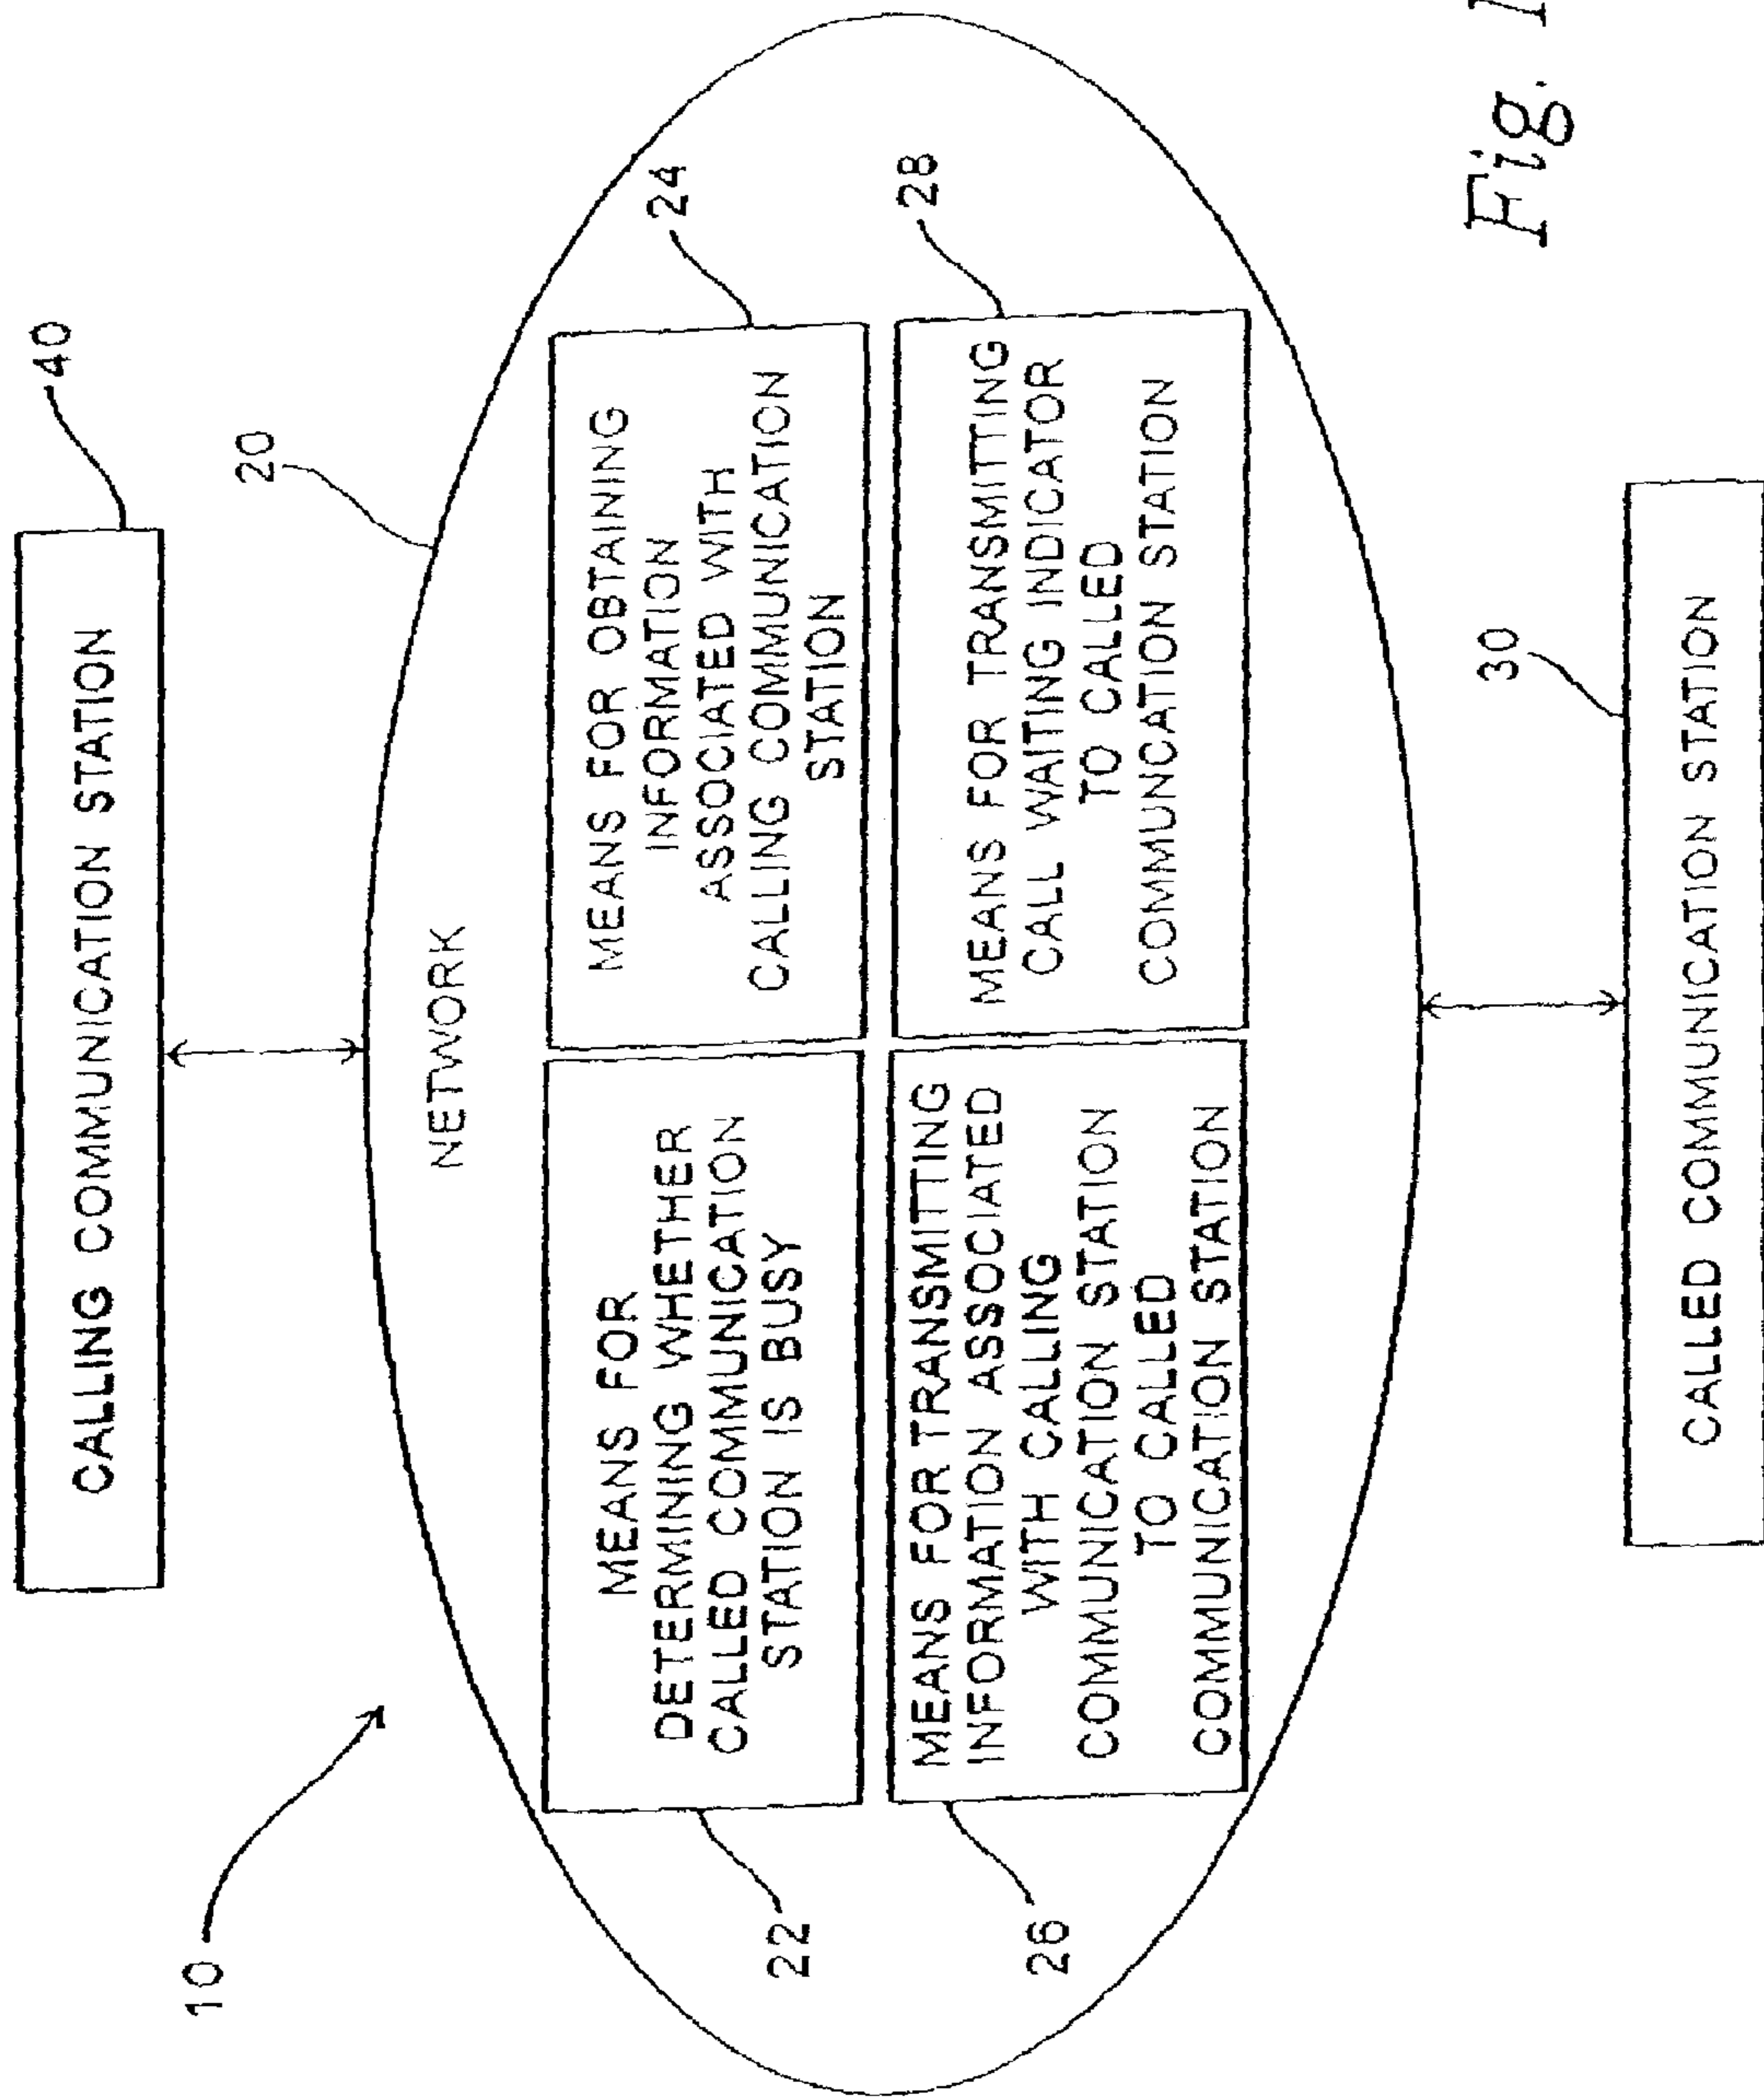 40
CALLING COMMUNICATION STATION
20
10
NETWORK
24
MEANS FOR
DETERMINING WHETHER
CALLED COMMUNICATION
STATION IS BUSY
22
MEANS FOR OBTAINING
INFORMATION
ASSOCIATED WITH
CALLING COMMUNICATION
STATION
28
MEANS FOR TRANSMITTING
INFORMATION ASSOCIATED
WITH CALLING
COMMUNICATION STATION
TO CALLED
COMMUNICATION STATION
26
MEANS FOR TRANSMITTING
CALL WAITING INDICATOR
TO CALLED
COMMUNICATION STATION
30
CALLED COMMUNICATION STATION
Fig. 1